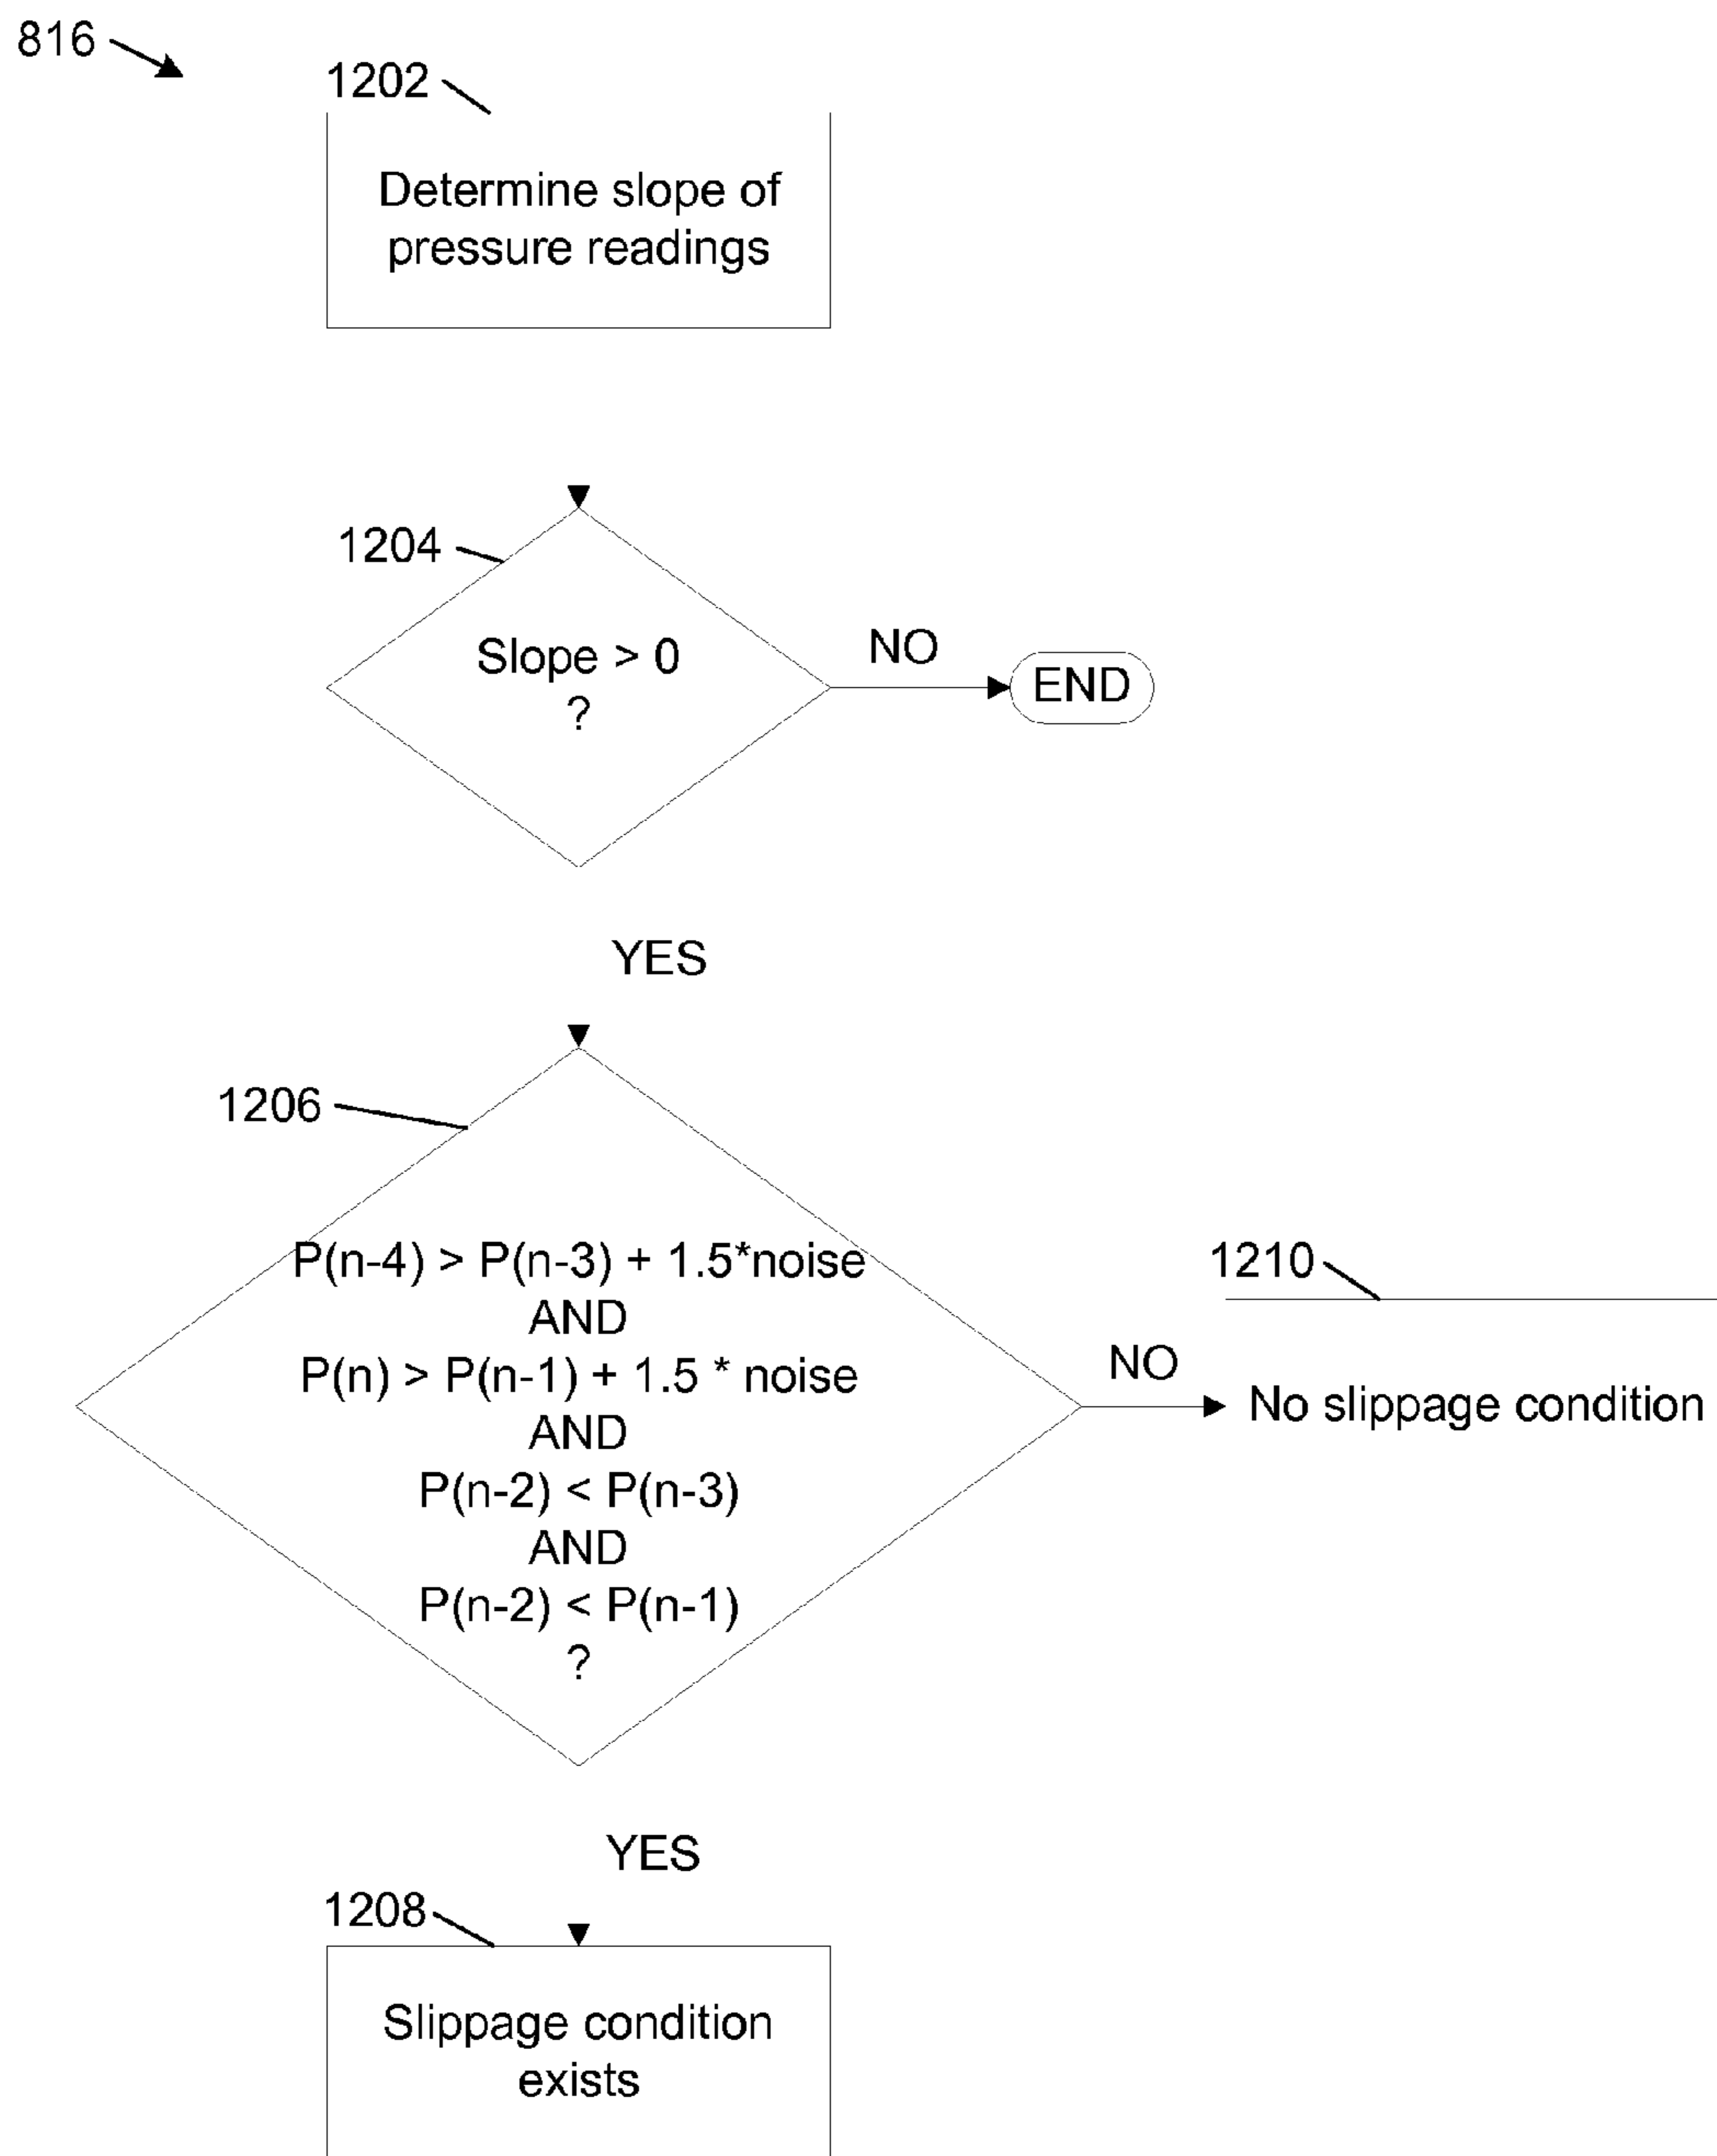 816
1202
Determine slope of
pressure readings
1204
Slope > 0
?
NO
END
YES
1206
P(n-4) > P(n-3) + 1.5*noise
AND
P(n) > P(n-1) + 1.5 * noise
AND
P(n-2) < P(n-3)
AND
P(n-2) < P(n-1)
?
NO
1210
No slippage condition
YES
1208
Slippage condition
exists